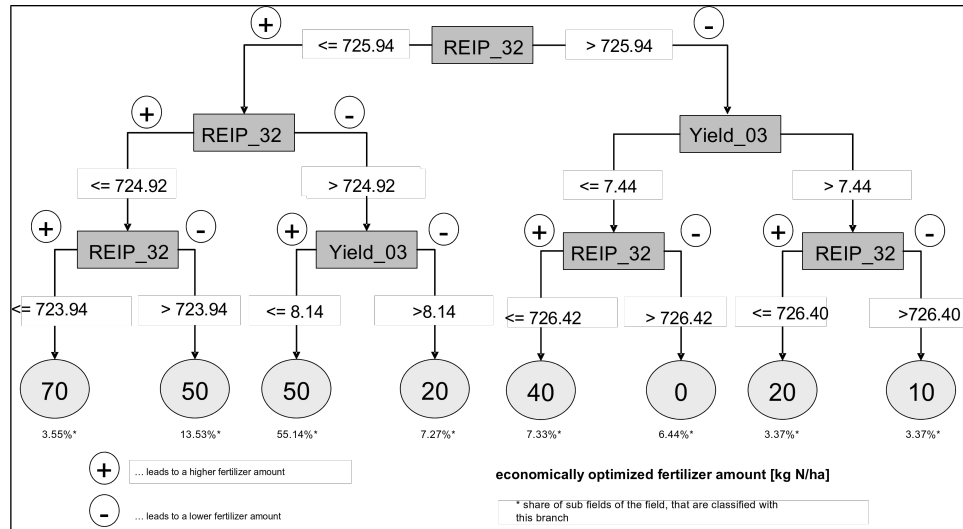 + <= 725.94 REIP_32 > 725.94 -
+ REIP_32 - Yield_03
<= 724.92 > 724.92 <= 7.44 > 7.44
+ REIP_32 - + Yield_03 - + REIP_32 - + REIP_32 -
<= 723.94 > 723.94 <= 8.14 >8.14 <= 726.42 > 726.42 <= 726.40 >726.40
70 50 50 20 40 0 20 10
3.55%* 13.53%* 55.14%* 7.27%* 7.33%* 6.44%* 3.37%* 3.37%*
+ ... leads to a higher fertilizer amount
- ... leads to a lower fertilizer amount
economically optimized fertilizer amount [kg N/ha]
* share of sub fields of the field, that are classified with
this branch